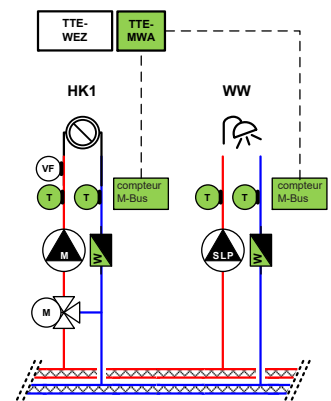 TTE-
WEZ
TTE-
MWA
HK1
WW
VF
T
T
compteur
M-Bus
T
T
compteur
M-Bus
M
W
SLP
W
M